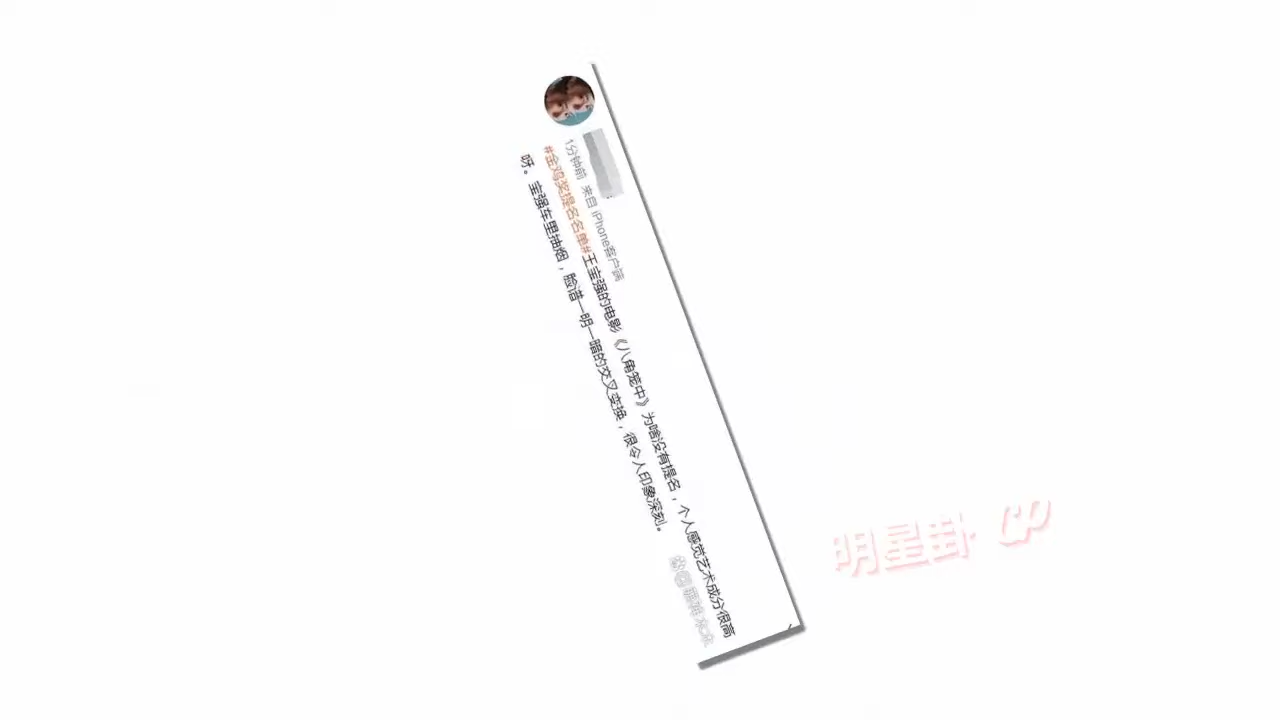 1分钟前 来自 iPhone客户端
#金鸡奖提名名单#王宝强的电影《八角笼中》为啥没有提名，个人感觉艺术成分很高
呀。宝强车里抽烟，脸谱一明一暗的交叉变换，很令人印象深刻。
明星卦 CP